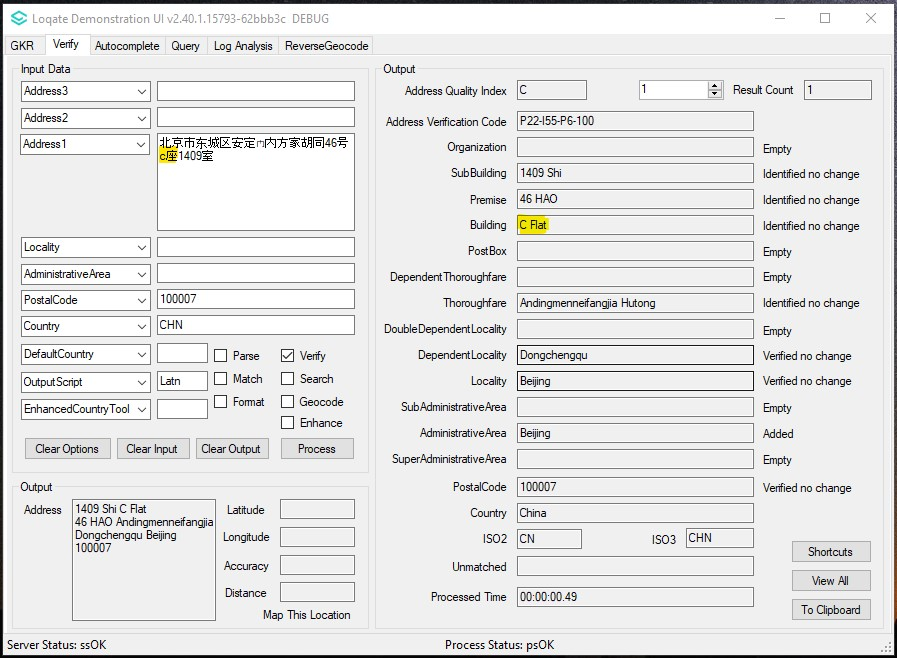 Loqate Demonstration UI v2.40.1.15793-62bbb3c DEBUG
GKR Verify Autocomplete Query Log Analysis ReverseGeocode
Input Data
Address3
Address2
Address1
北京市东城区安定门内方家胡同46号
c座1409室
Locality
AdministrativeArea
PostalCode 100007
Country CHN
DefaultCountry Parse Verify
OutputScript Latn Match Search
EnhancedCountryTool Format Geocode
Enhance
Clear Options Clear Input Clear Output Process
Output
Address
1409 Shi C Flat
46 HAO Andingmenneifangjia
Dongchengqu Beijing
100007
Latitude
Longitude
Accuracy
Distance
Map This Location
Output
Address Quality Index C 1 Result Count 1
Address Verification Code P22-I55-P6-100
Organization Empty
SubBuilding 1409 Shi Identified no change
Premise 46 HAO Identified no change
Building C Flat Identified no change
PostBox Empty
DependentThoroughfare Empty
Thoroughfare Andingmenneifangjia Hutong Identified no change
DoubleDependentLocality Empty
DependentLocality Dongchengqu Verified no change
Locality Beijing Verified no change
SubAdministrativeArea Empty
AdministrativeArea Beijing Added
SuperAdministrativeArea Empty
PostalCode 100007 Verified no change
Country China
ISO2 CN ISO3 CHN
Unmatched
Processed Time 00:00:00.49
Shortcuts
View All
To Clipboard
Server Status: ssOK Process Status: psOK